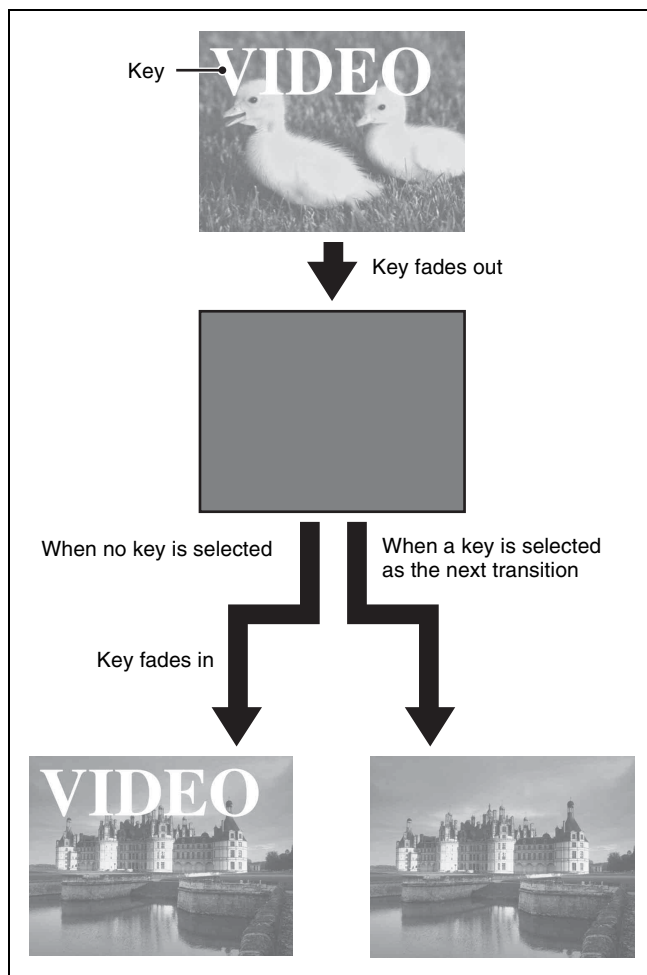 VIDEO
Key
Key fades out
When no key is selected
When a key is selected
as the next transition
Key fades in
VIDEO